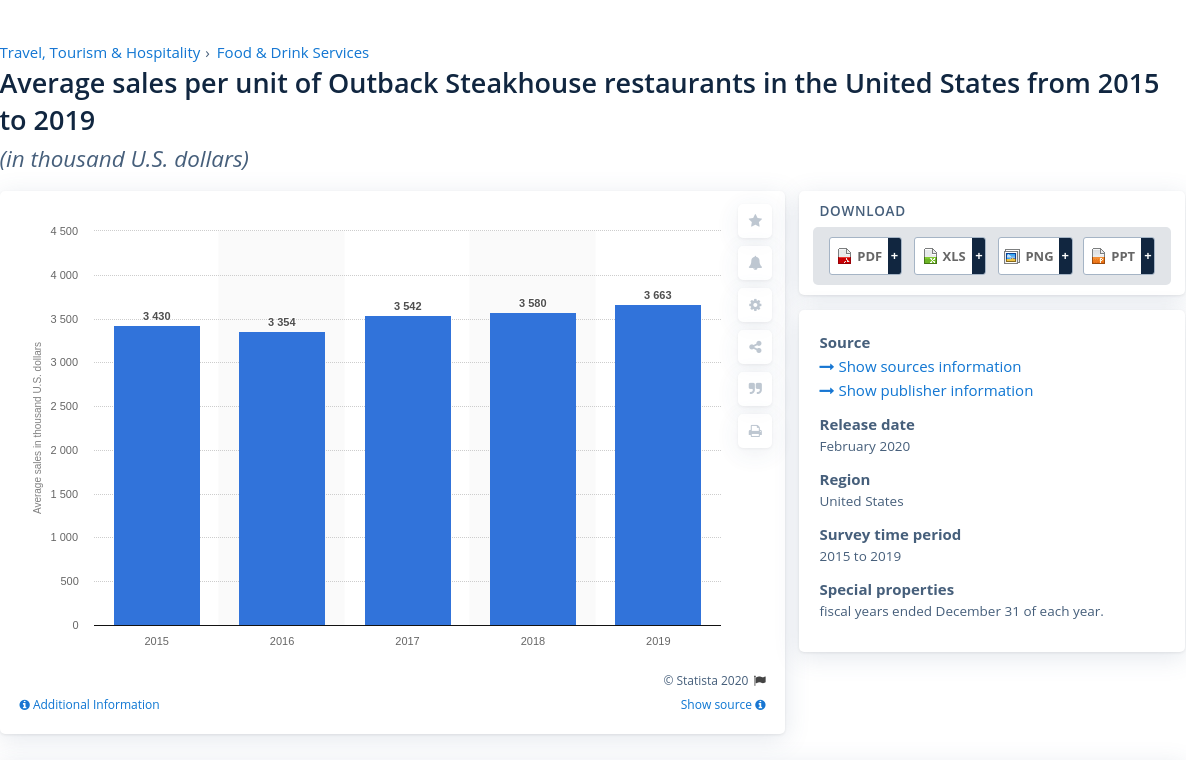 Travel, Tourism & Hospitality › Food & Drink Services
Average sales per unit of Outback Steakhouse restaurants in the United States from 2015
to 2019
(in thousand U.S. dollars)
Average sales in thousand U.S. dollars
4 500
4 000
3 500
3 000
2 500
2 000
1 500
1 000
500
0
3 430
3 354
3 542
3 580
3 663
2015
2016
2017
2018
2019
© Statista 2020
Additional Information
Show source
DOWNLOAD
PDF +
XLS +
PNG +
PPT +
Source
Show sources information
Show publisher information
Release date
February 2020
Region
United States
Survey time period
2015 to 2019
Special properties
fiscal years ended December 31 of each year.